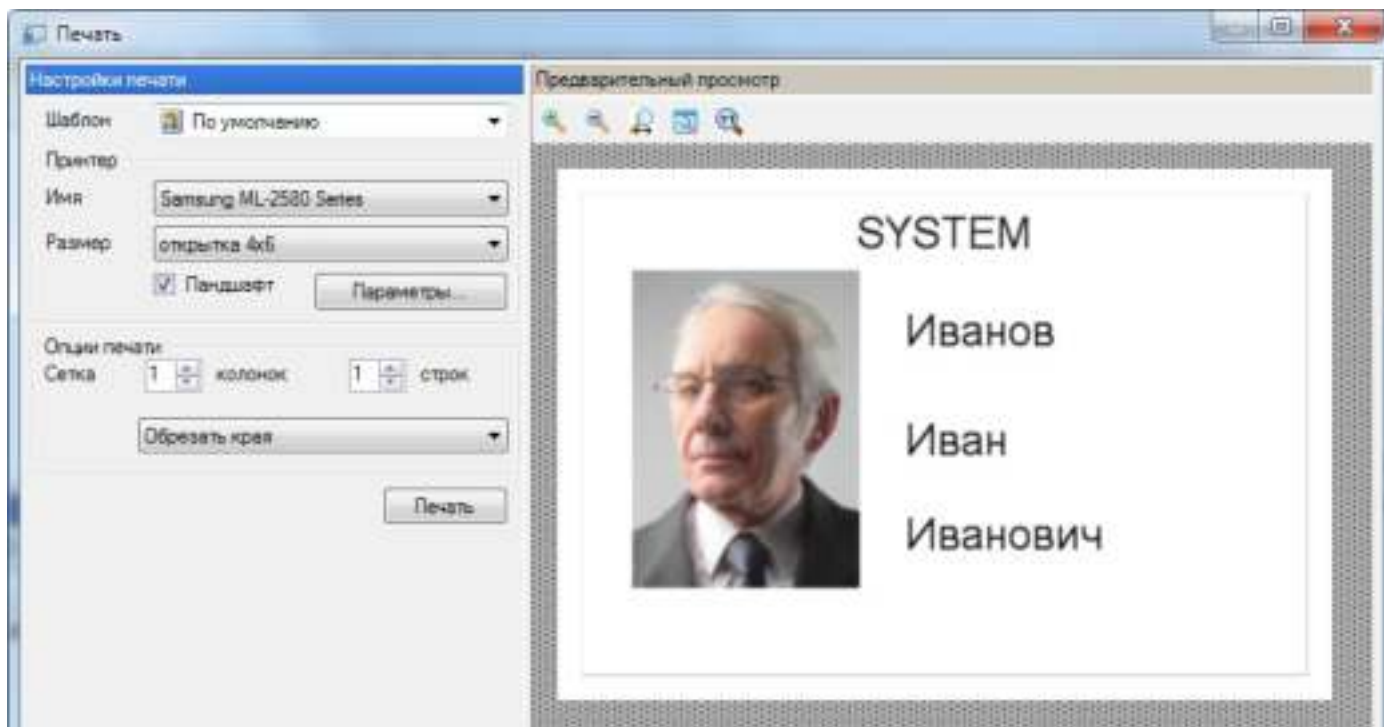 Печать
Настройки печати
Предварительный просмотр
Шаблон По умолчанию
Принтер
Имя Samsung ML-2580 Series
Размер открытка 4x6
Ландшафт Параметры...
Опции печати
Сетка 1 колонок 1 строк
Обрезать края
Печать
SYSTEM
Иванов
Иван
Иванович